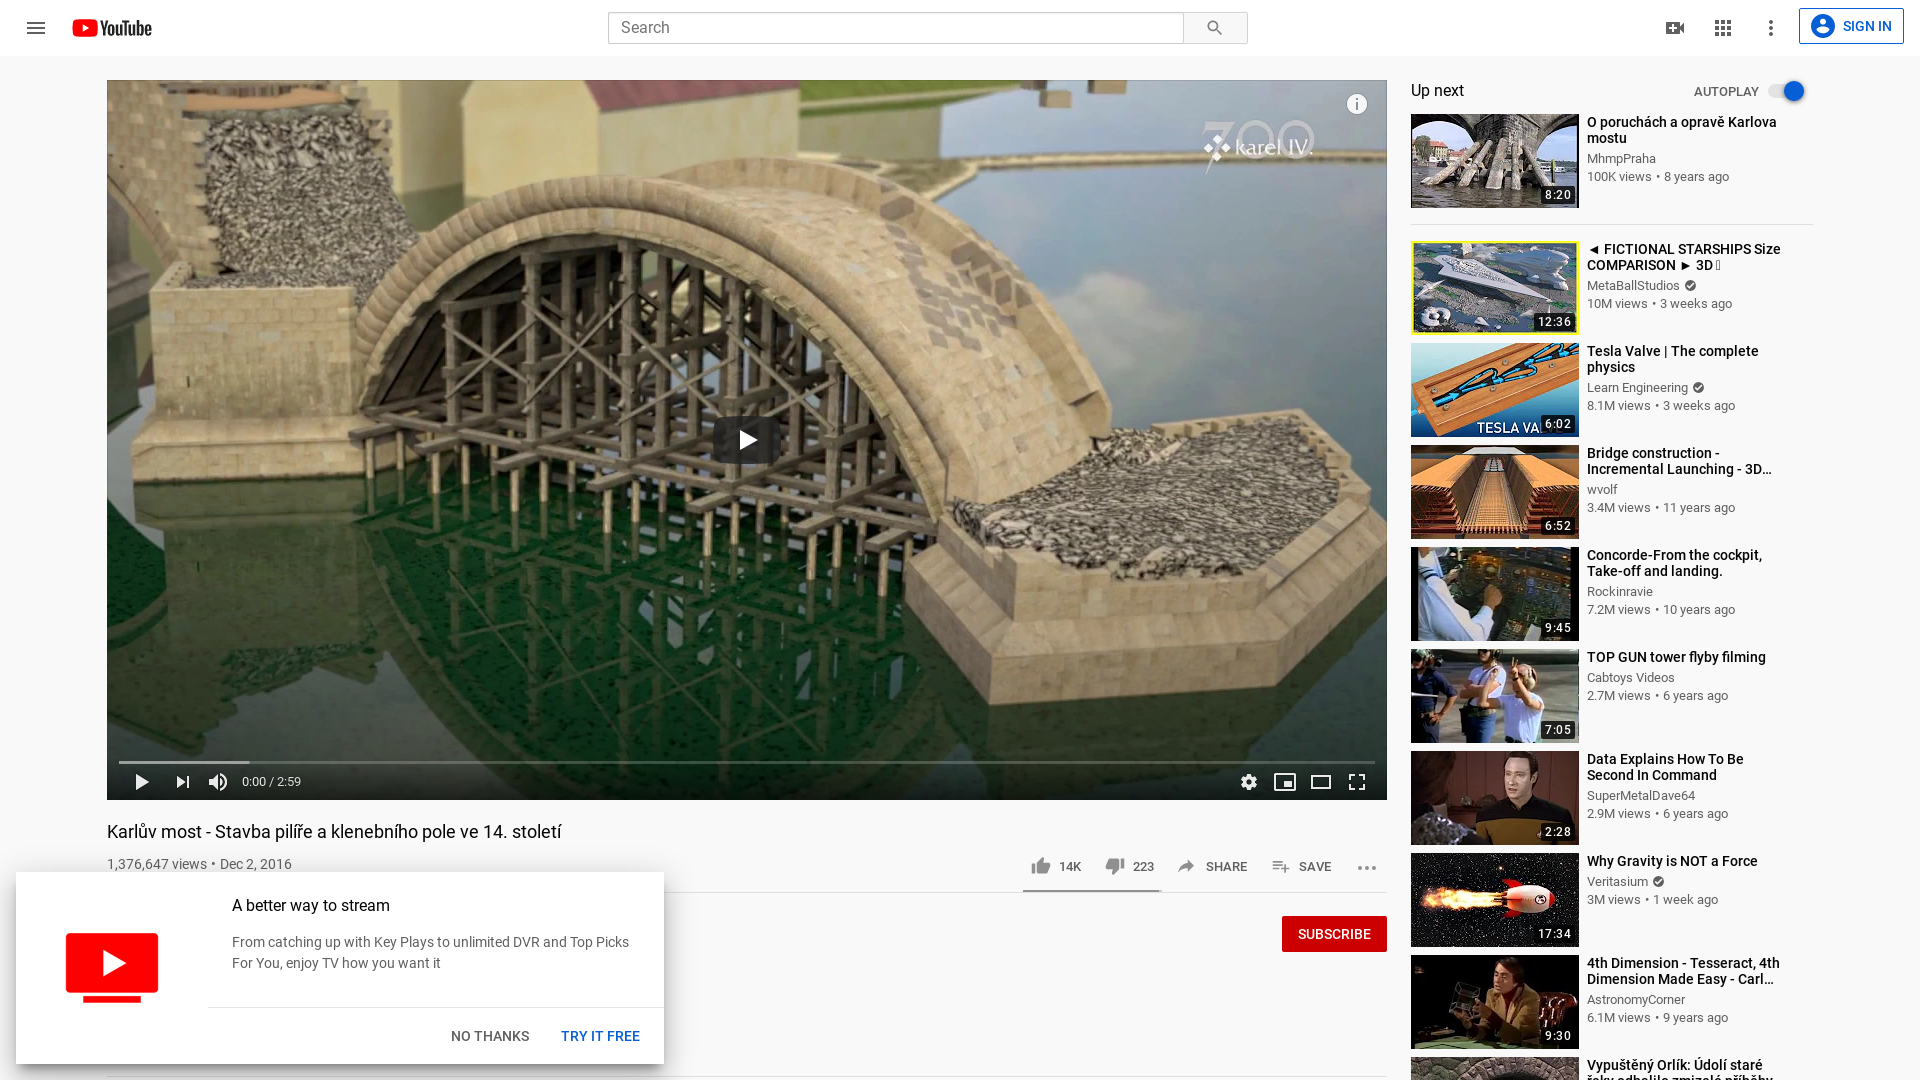 YouTube
Search
SIGN IN
karel IV.
700
0:00 / 2:59
Karlův most - Stavba pilíře a klenebního pole ve 14. století
1,376,647 views • Dec 2, 2016
14K
223
SHARE
SAVE
SUBSCRIBE
A better way to stream
From catching up with Key Plays to unlimited DVR and Top Picks
For You, enjoy TV how you want it
NO THANKS
TRY IT FREE
Up next
AUTOPLAY
8:20
O poruchách a opravě Karlova
mostu
MhmpPraha
100K views • 8 years ago
12:36
◄ FICTIONAL STARSHIPS Size
COMPARISON ► 3D
MetaBallStudios
10M views • 3 weeks ago
TESLA VA
6:02
Tesla Valve | The complete
physics
Learn Engineering
8.1M views • 3 weeks ago
6:52
Bridge construction -
Incremental Launching - 3D...
wvolf
3.4M views • 11 years ago
9:45
Concorde-From the cockpit,
Take-off and landing.
Rockinravie
7.2M views • 10 years ago
7:05
TOP GUN tower flyby filming
Cabtoys Videos
2.7M views • 6 years ago
2:28
Data Explains How To Be
Second In Command
SuperMetalDave64
2.9M views • 6 years ago
17:34
Why Gravity is NOT a Force
Veritasium
3M views • 1 week ago
9:30
4th Dimension - Tesseract, 4th
Dimension Made Easy - Carl...
AstronomyCorner
6.1M views • 9 years ago
Vypuštěný Orlík: Údolí staré
řeky odhalilo zmizelé příběhy